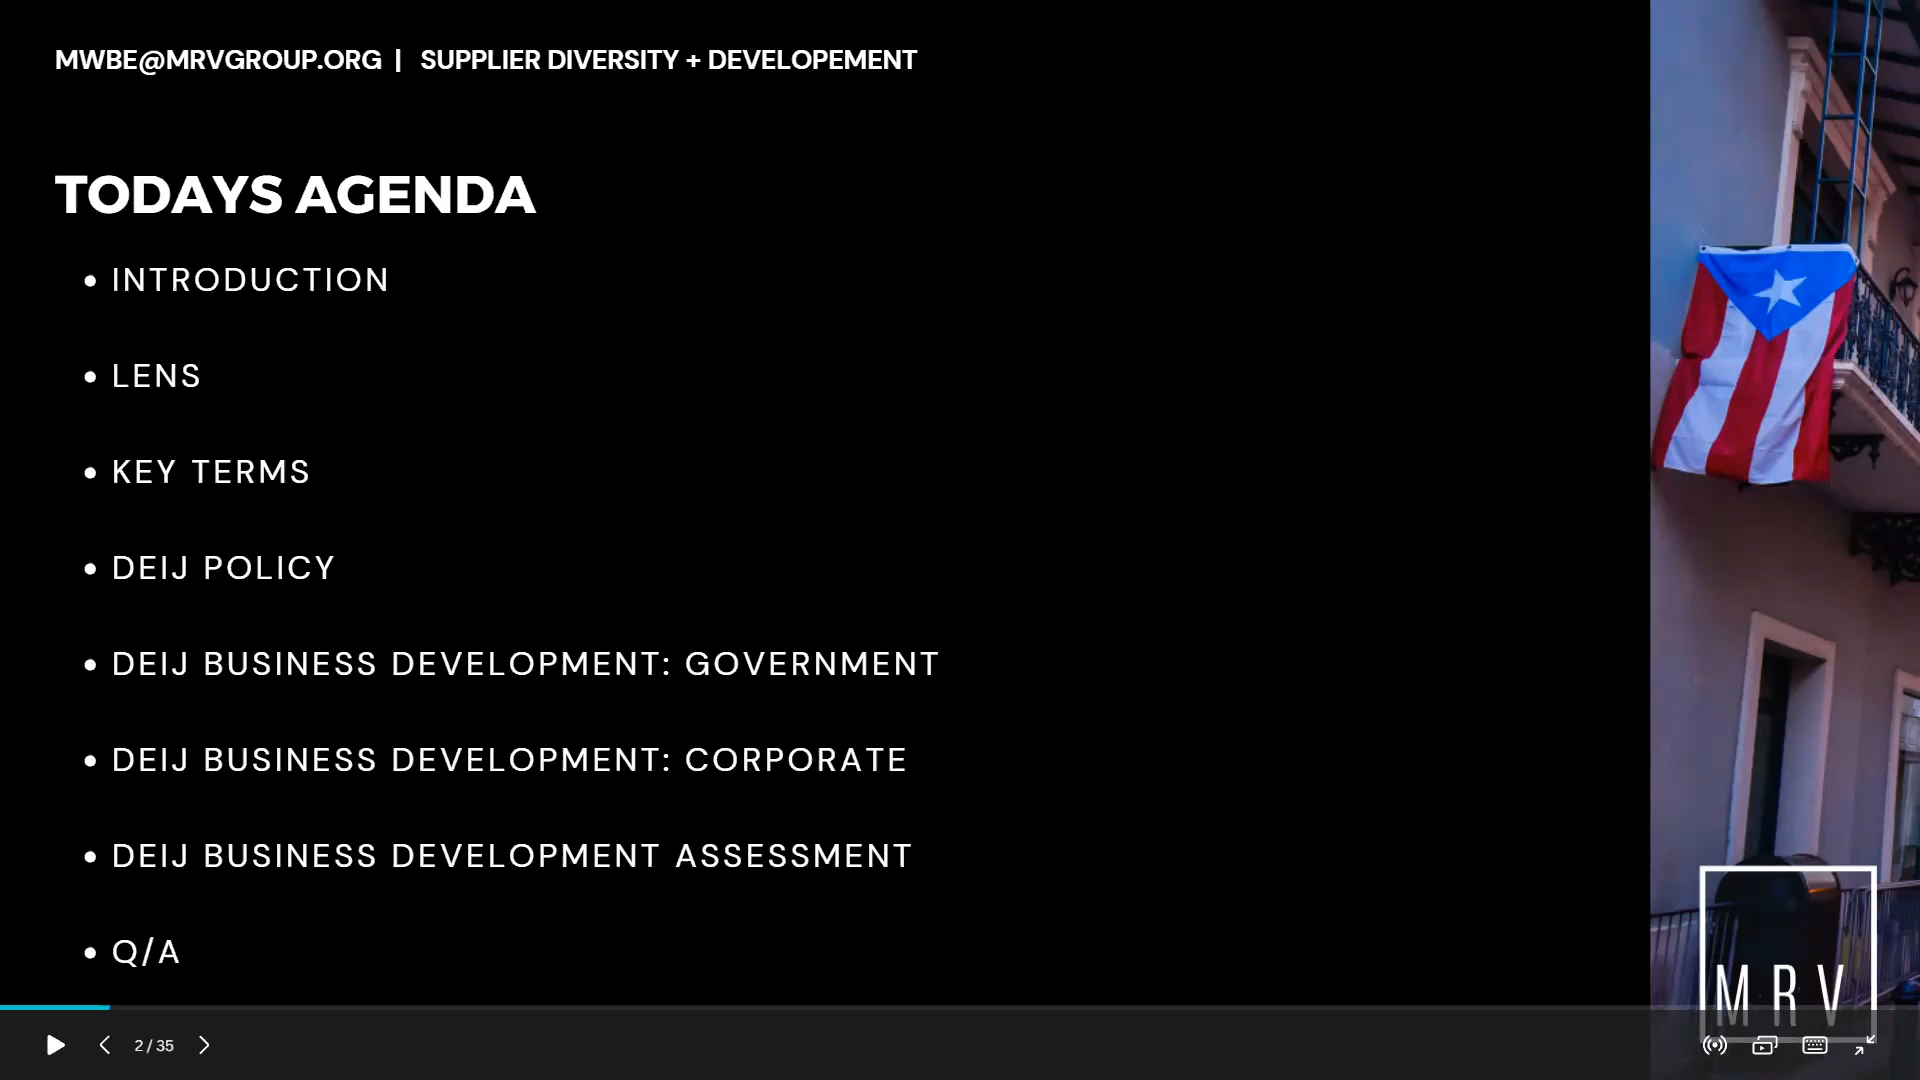 MWBE@MRVGROUP.ORG | SUPPLIER DIVERSITY + DEVELOPEMENT
TODAYS AGENDA
• INTRODUCTION
• LENS
• KEY TERMS
• DEIJ POLICY
• DEIJ BUSINESS DEVELOPMENT: GOVERNMENT
• DEIJ BUSINESS DEVELOPMENT: CORPORATE
• DEIJ BUSINESS DEVELOPMENT ASSESSMENT
• Q/A
MRV
2 / 35